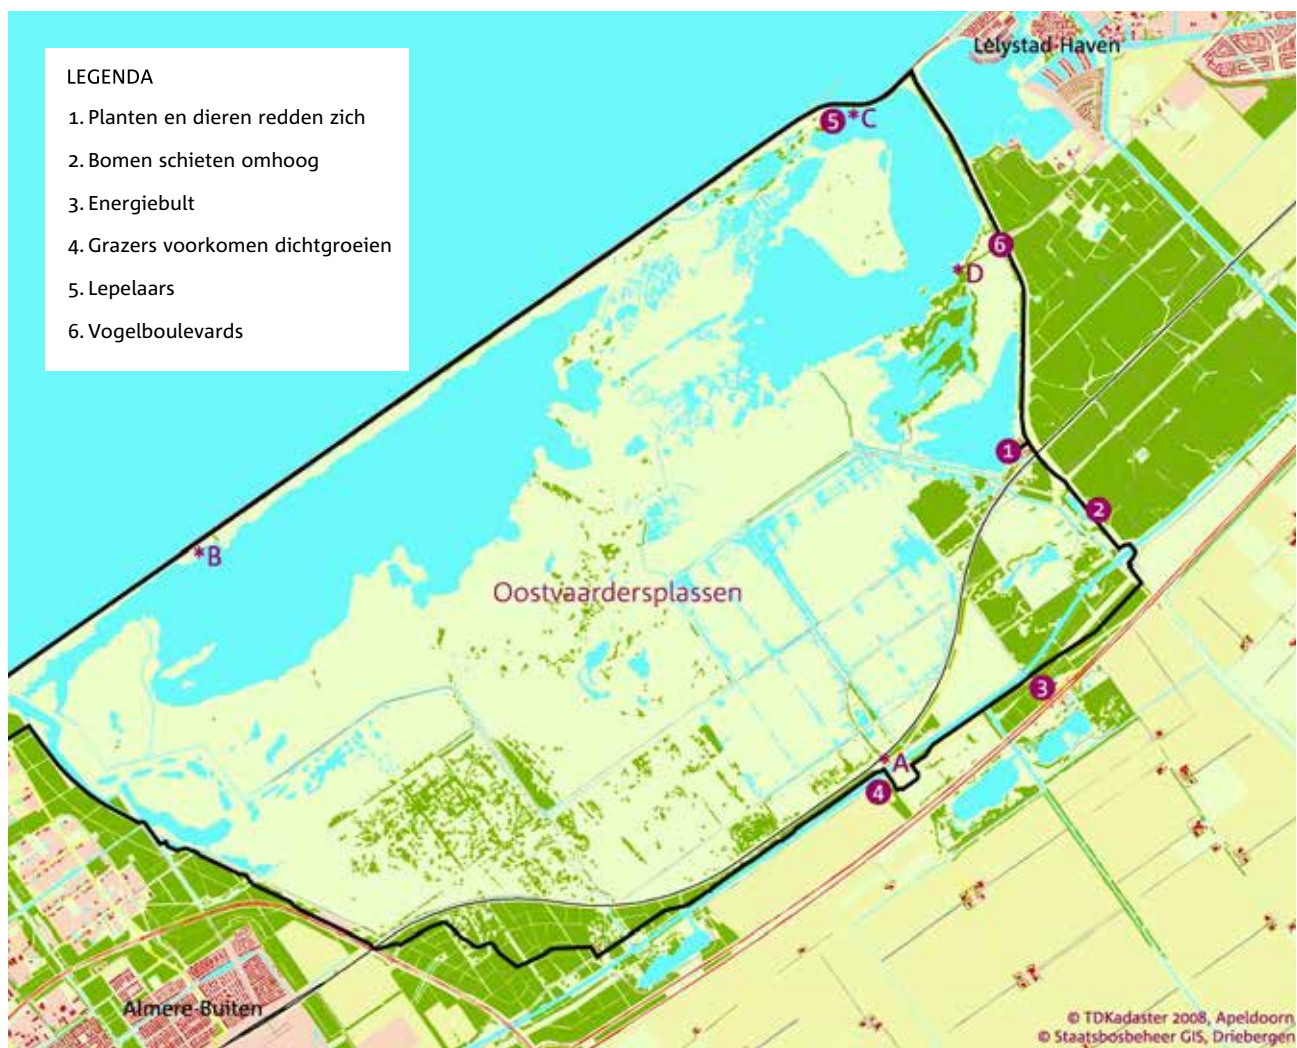 LEGENDA
1. Planten en dieren redden zich
2. Bomen schieten omhoog
3. Energiebult
4. Grazers voorkomen dichtgroeien
5. Lepelaars
6. Vogelboulevards
Lelystad-Haven
5 *C
6
*D
1
2
*B
Oostvaardersplassen
3
*A
4
Almere-Buiten
© TDKadaster 2008, Apeldoorn
© Staatsbosbeheer GIS, Driebergen